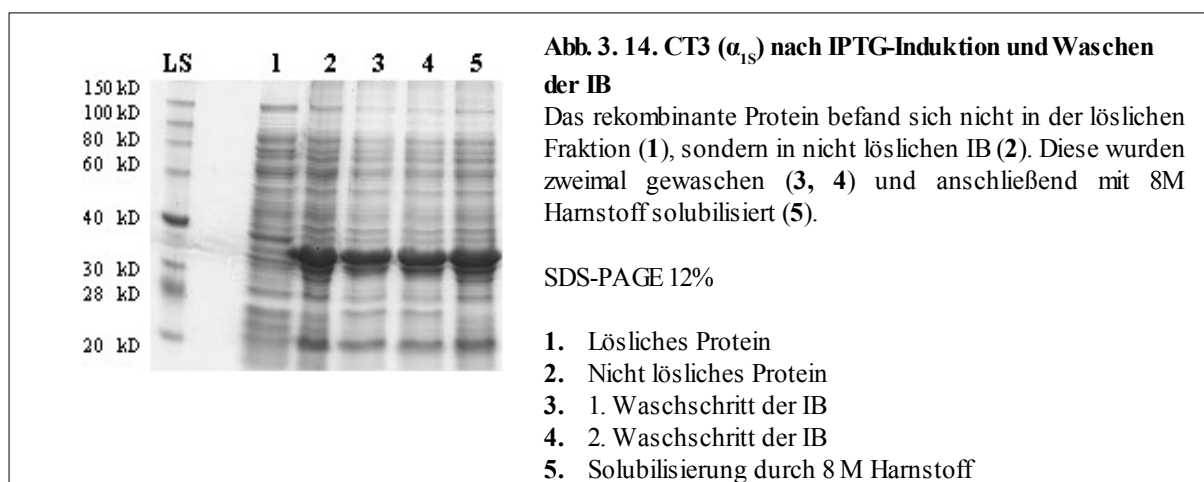 LS 1 2 3 4 5
150 kD
100 kD
80 kD
60 kD
40 kD
30 kD
28 kD
20 kD
Abb. 3. 14. CT3 (α1S) nach IPTG-Induktion und Waschen
der IB
Das rekombinante Protein befand sich nicht in der löslichen
Fraktion (1), sondern in nicht löslichen IB (2). Diese wurden
zweimal gewaschen (3, 4) und anschließend mit 8M
Harnstoff solubilisiert (5).
SDS-PAGE 12%
1. Lösliches Protein
2. Nicht lösliches Protein
3. 1. Waschschritt der IB
4. 2. Waschschritt der IB
5. Solubilisierung durch 8 M Harnstoff